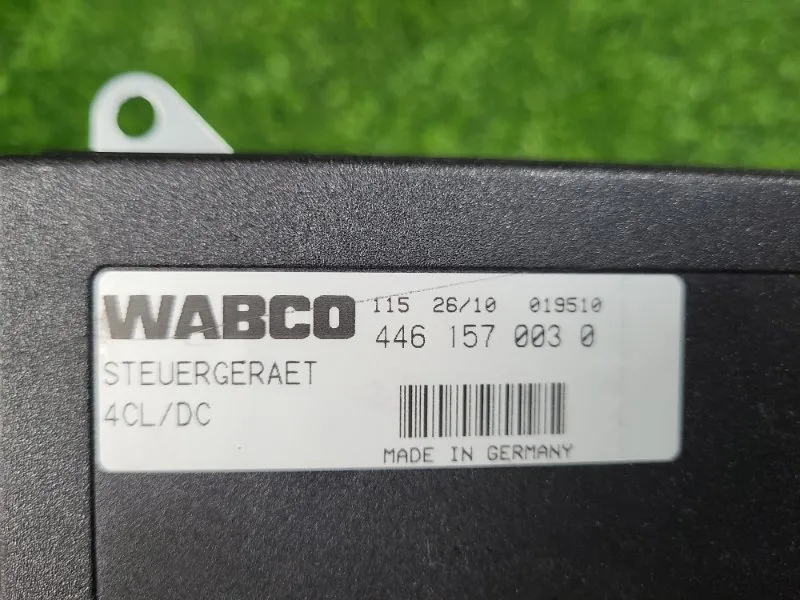 WABCO 115 26/10 019510
446 157 003 0
STEUERGERAET
4CL/DC
MADE IN GERMANY